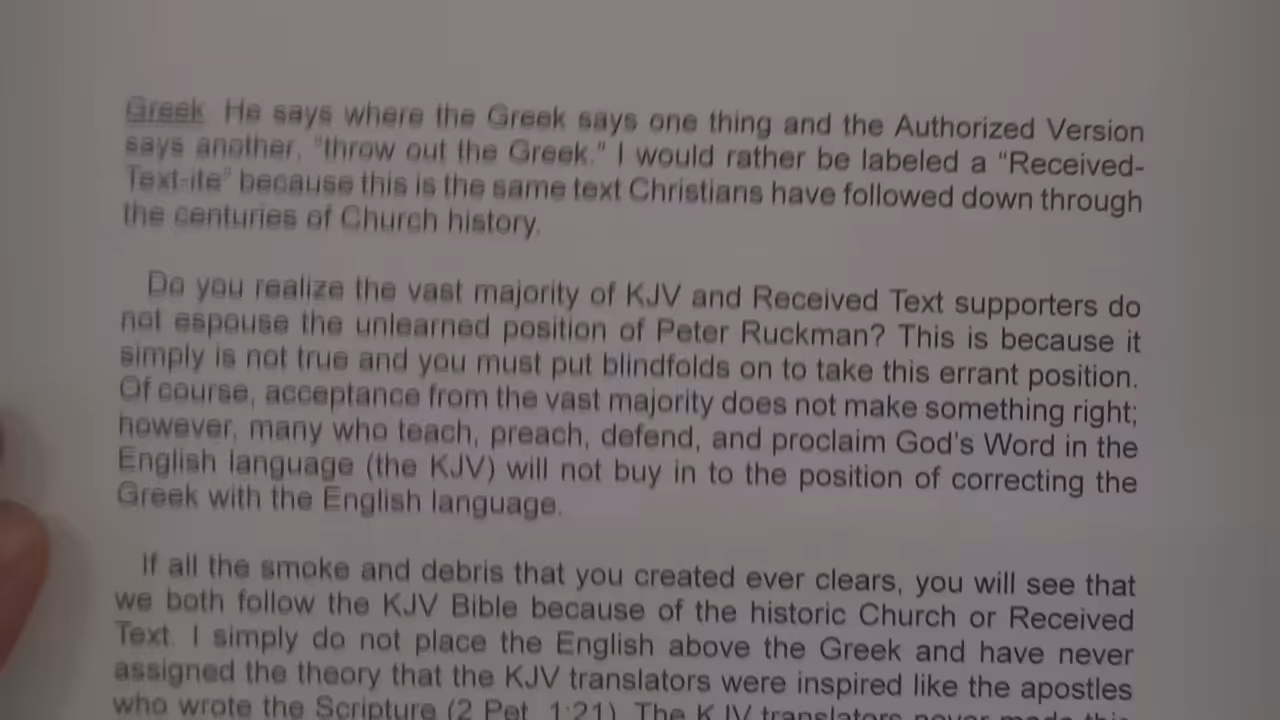 Greek. He says where the Greek says one thing and the Authorized Version
says another, "throw out the Greek." I would rather be labeled a "Received-
Text-ite" because this is the same text Christians have followed down through
the centuries of Church history.
Do you realize the vast majority of KJV and Received Text supporters do
not espouse the unlearned position of Peter Ruckman? This is because it
simply is not true and you must put blindfolds on to take this errant position.
Of course, acceptance from the vast majority does not make something right;
however, many who teach, preach, defend, and proclaim God's Word in the
English language (the KJV) will not buy in to the position of correcting the
Greek with the English language.
If all the smoke and debris that you created ever clears, you will see that
we both follow the KJV Bible because of the historic Church or Received
Text. I simply do not place the English above the Greek and have never
assigned the theory that the KJV translators were inspired like the apostles
who wrote the Scripture (2 Pet. 1:21). The KJV translators never made this